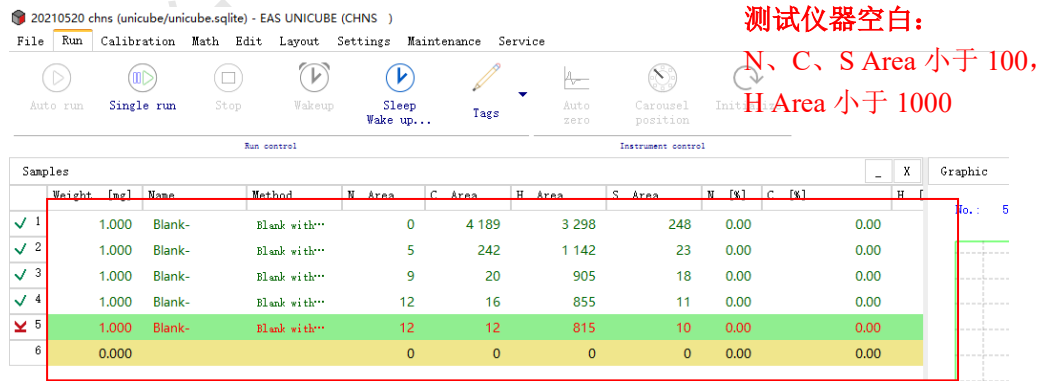 20210520 chns (unicube/unicube.sqlite) - EAS UNICUBE (CHNS )
测试仪器空白：
File Run Calibration Math Edit Layout Settings Maintenance Service
N、C、S Area 小于 100，
H Area 小于 1000
Auto run Single run Stop Wakeup Sleep Wake up... Tags Auto zero Carousel position
Run control Instrument control
Samples _ X Graphic
Weight [mg] Name Method N Area C Area H Area S Area N [%] C [%] H [
No.: 5
1 1.000 Blank- Blank with… 0 4 189 3 298 248 0.00 0.00
2 1.000 Blank- Blank with… 5 242 1 142 23 0.00 0.00
3 1.000 Blank- Blank with… 9 20 905 18 0.00 0.00
4 1.000 Blank- Blank with… 12 16 855 11 0.00 0.00
5 1.000 Blank- Blank with… 12 12 815 10 0.00 0.00
6 0.000 0 0 0 0 0.00 0.00